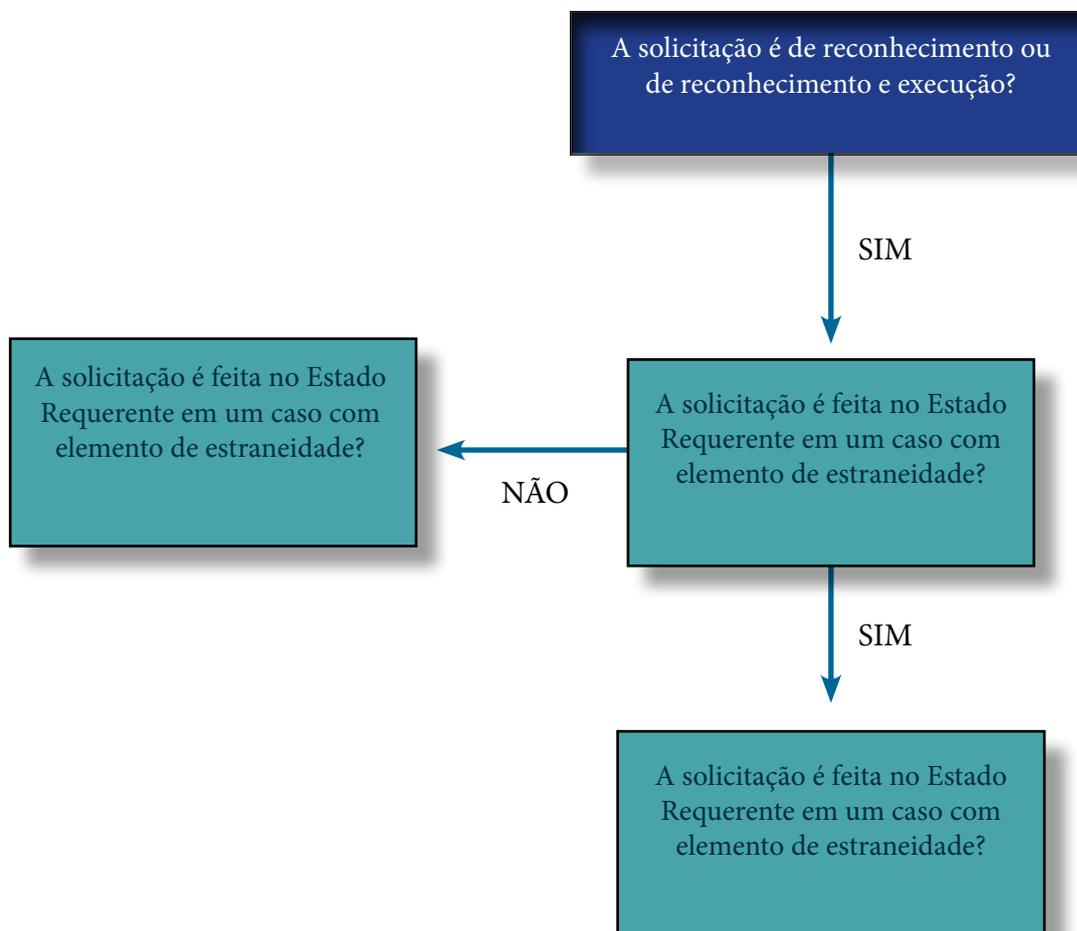 A solicitação é de reconhecimento ou
de reconhecimento e execução?
SIM
A solicitação é feita no Estado
Requerente em um caso com
elemento de estraneidade?
A solicitação é feita no Estado
Requerente em um caso com
elemento de estraneidade?
NÃO
SIM
A solicitação é feita no Estado
Requerente em um caso com
elemento de estraneidade?